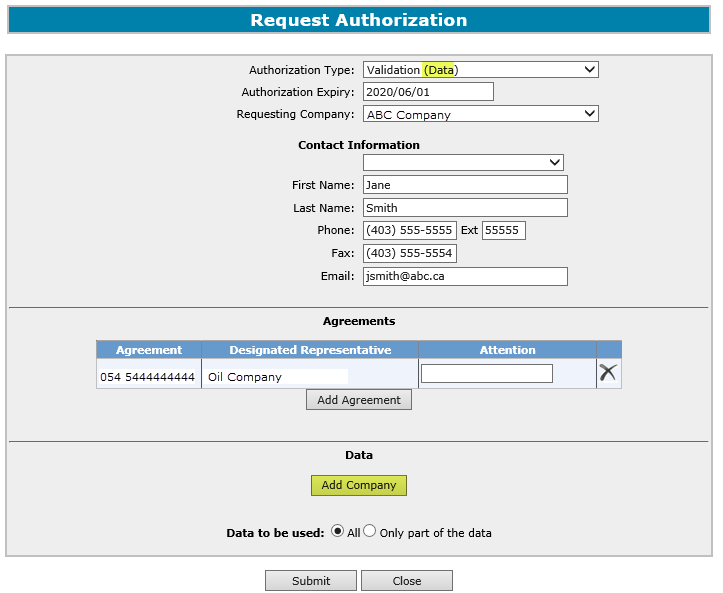 Request Authorization
Authorization Type: Validation (Data)
Authorization Expiry: 2020/06/01
Requesting Company: ABC Company
Contact Information
First Name: Jane
Last Name: Smith
Phone: (403) 555-5555 Ext 55555
Fax: (403) 555-5554
Email: jsmith@abc.ca
Agreements
Agreement Designated Representative Attention
054 5444444444 Oil Company
Add Agreement
Data
Add Company
Data to be used: All Only part of the data
Submit Close